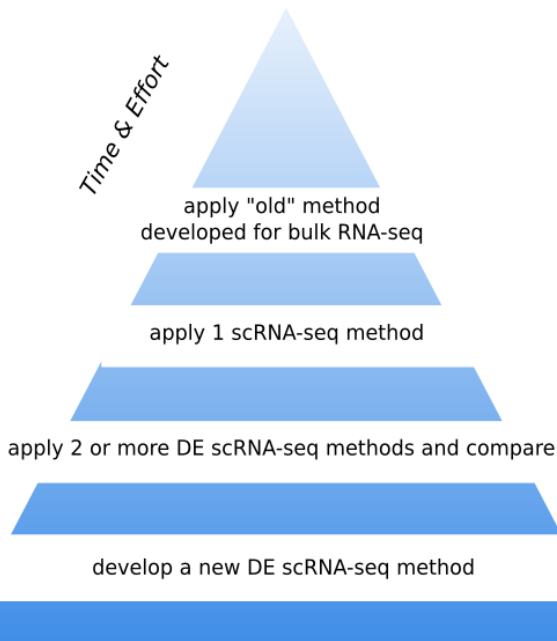 Time & Effort
apply "old" method
developed for bulk RNA-seq
apply 1 scRNA-seq method
apply 2 or more DE scRNA-seq methods and compare
develop a new DE scRNA-seq method